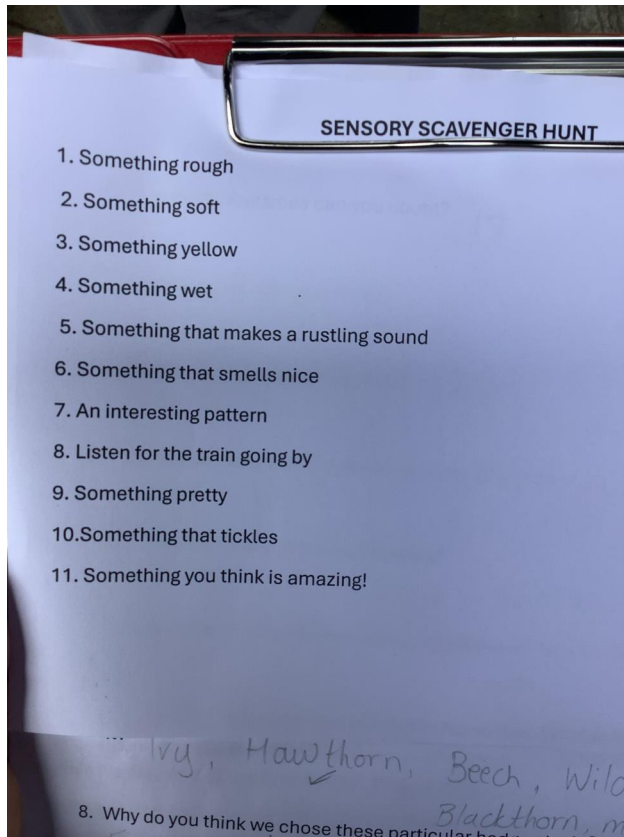 SENSORY SCAVENGER HUNT
1. Something rough
2. Something soft
3. Something yellow
4. Something wet
5. Something that makes a rustling sound
6. Something that smells nice
7. An interesting pattern
8. Listen for the train going by
9. Something pretty
10.Something that tickles
11. Something you think is amazing!
Ivy, Hawthorn, Beech, Wild
Blackthorn,
8. Why do you think we chose these particular